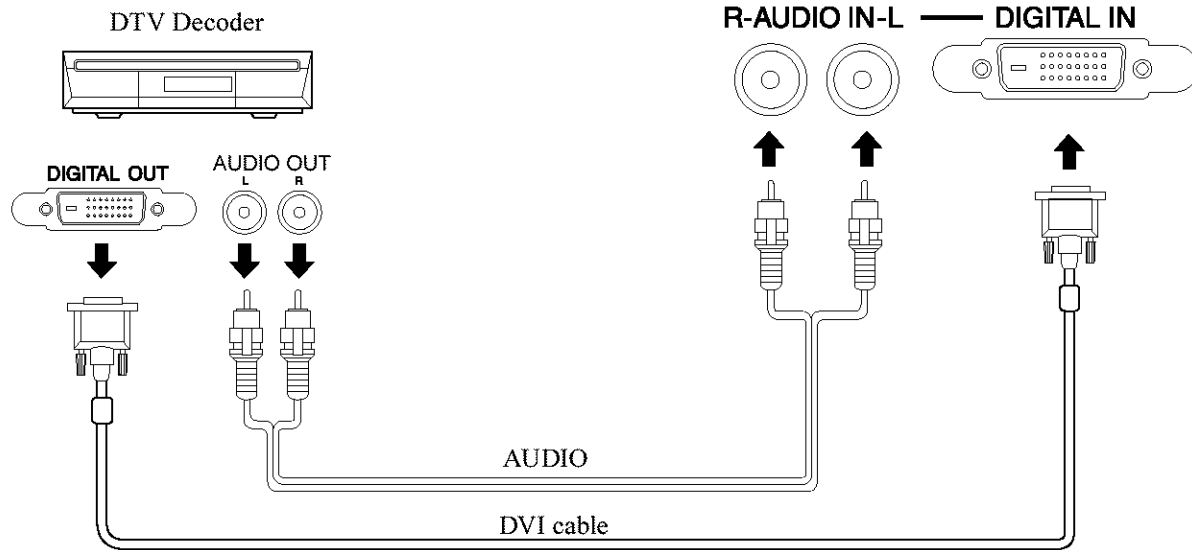 DTV Decoder
R-AUDIO IN-L — DIGITAL IN
DIGITAL OUT
AUDIO OUT
L R
AUDIO
DVI cable